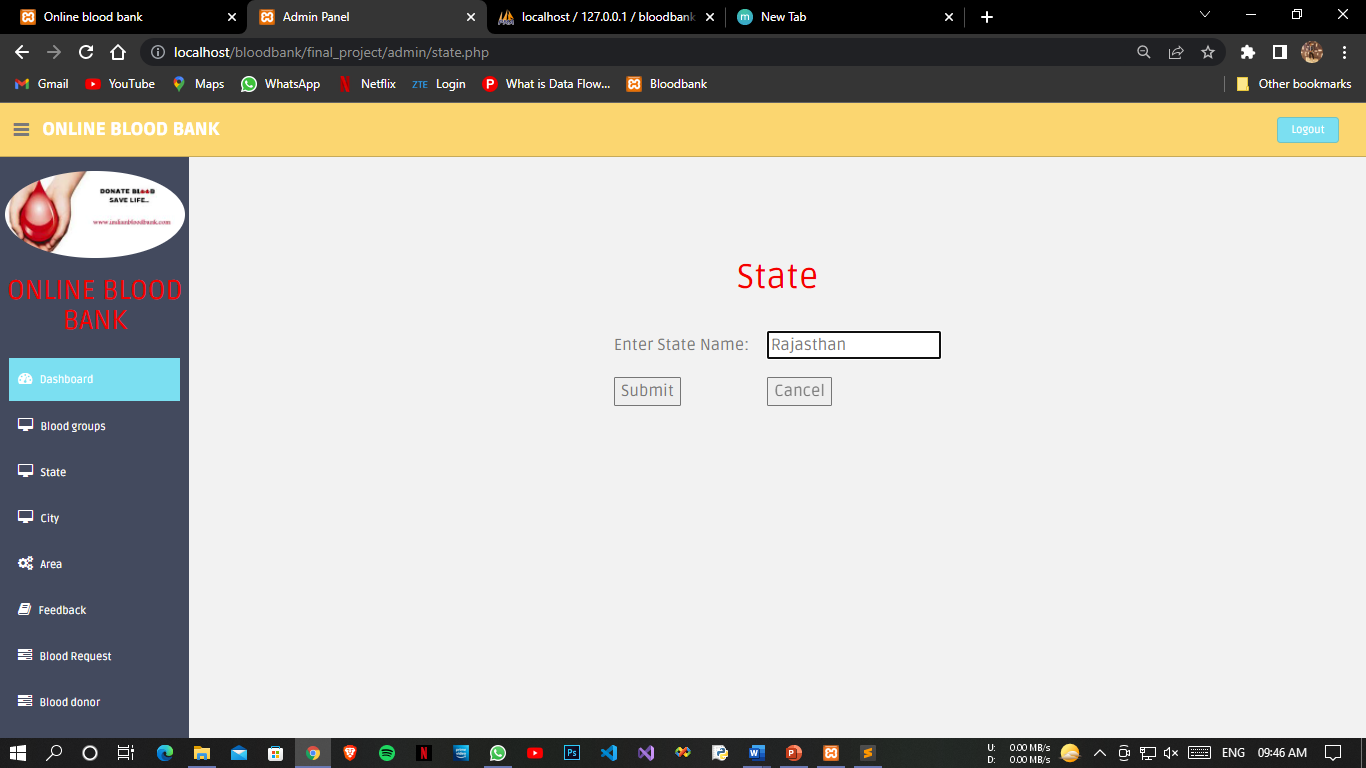 Online blood bank
Admin Panel
localhost / 127.0.0.1 / bloodbank
New Tab
localhost/bloodbank/final_project/admin/state.php
Gmail
YouTube
Maps
WhatsApp
Netflix
ZTE Login
What is Data Flow...
Bloodbank
Other bookmarks
ONLINE BLOOD BANK
Logout
DONATE BLOOD
SAVE LIFE..
www.indianbloodbank.com
ONLINE BLOOD
BANK
Dashboard
Blood groups
State
City
Area
Feedback
Blood Request
Blood donor
State
Enter State Name: Rajasthan
Submit Cancel
U: 0.00 MB/s
D: 0.00 MB/s
ENG
09:46 AM